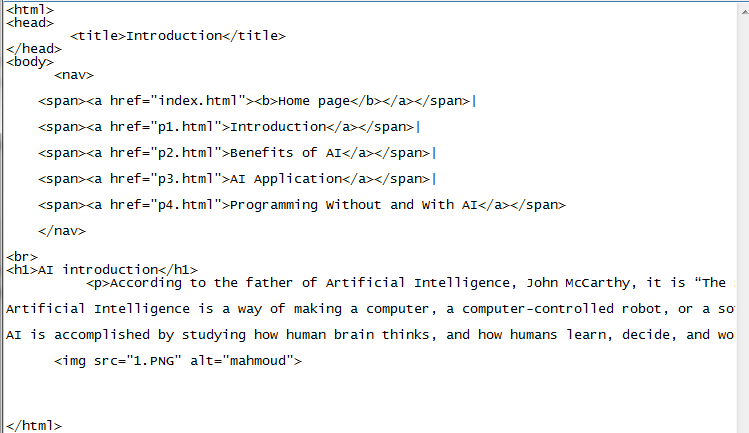 <html>
<head>
<title>Introduction</title>
</head>
<body>
<nav>
<span><a href="index.html"><b>Home page</b></a></span>|
<span><a href="p1.html">Introduction</a></span>|
<span><a href="p2.html">Benefits of AI</a></span>|
<span><a href="p3.html">AI Application</a></span>|
<span><a href="p4.html">Programming Without and With AI</a></span>
</nav>
<br>
<h1>AI introduction</h1>
<p>According to the father of Artificial Intelligence, John McCarthy, it is “The
Artificial Intelligence is a way of making a computer, a computer-controlled robot, or a
AI is accomplished by studying how human brain thinks, and how humans learn, decide, and
<img src="1.PNG" alt="mahmoud">
</html>